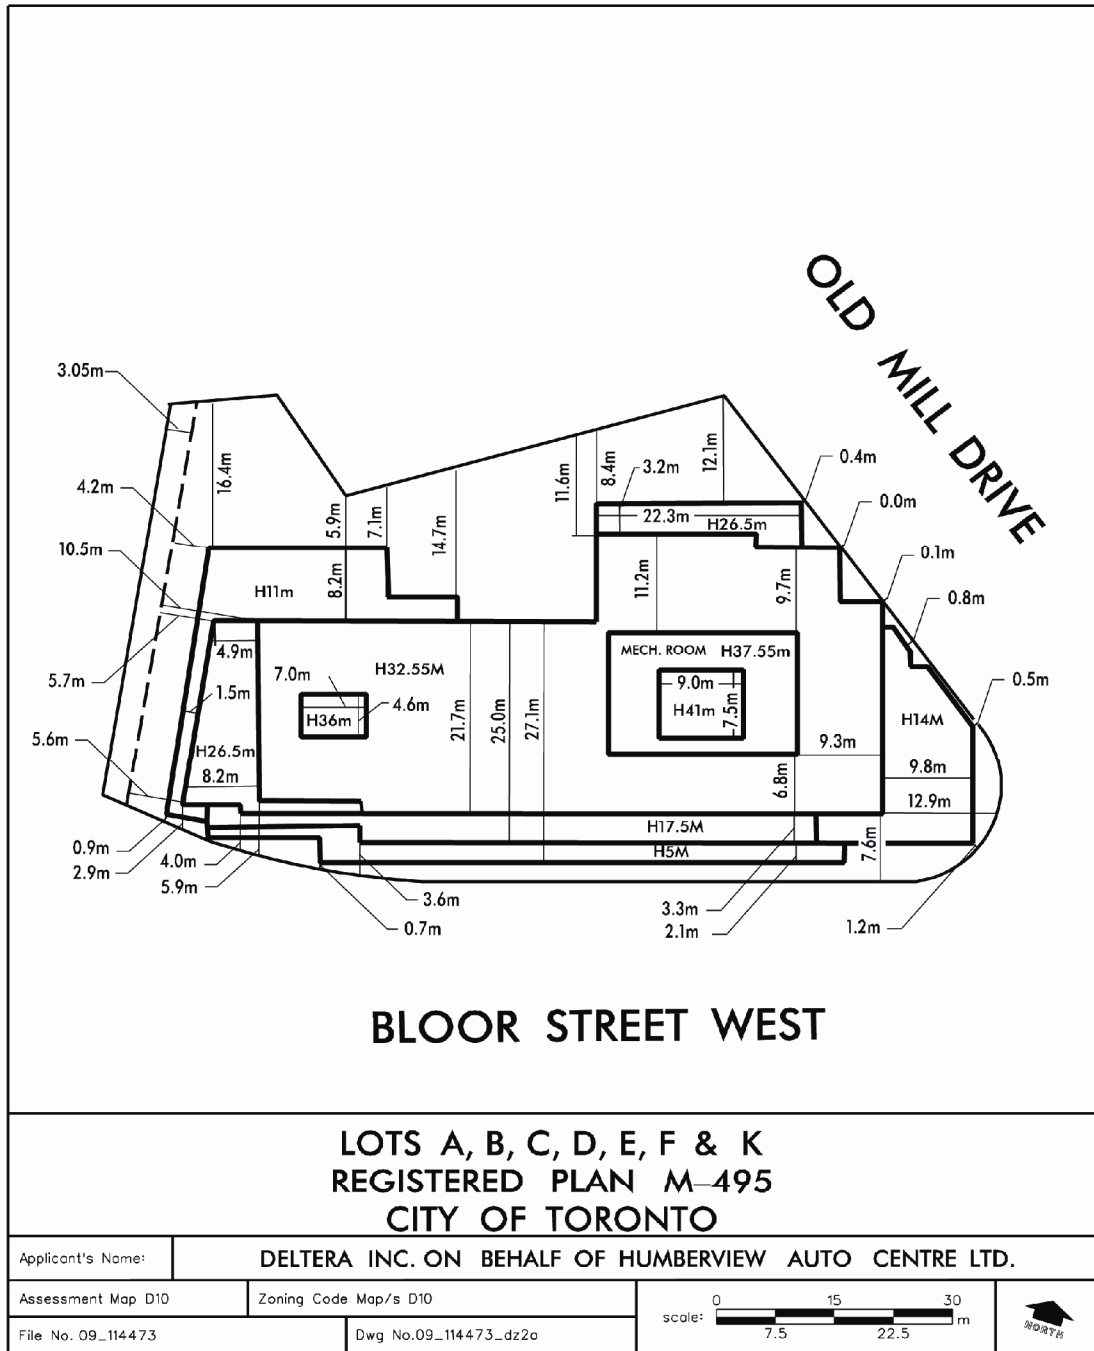 OLD MILL DRIVE
3.05m
4.2m
10.5m
5.7m
5.6m
16.4m
5.9m
7.1m
14.7m
11.6m
8.4m
3.2m
12.1m
0.4m
0.0m
0.1m
0.8m
0.5m
22.3m
H26.5m
H11m
8.2m
11.2m
9.7m
4.9m
H32.55M
MECH. ROOM
H37.55m
7.0m
1.5m
4.6m
H36m
9.0m
H41m
7.5m
21.7m
25.0m
27.1m
H14M
H26.5m
8.2m
9.3m
6.8m
9.8m
12.9m
H17.5M
H5M
7.6m
0.9m
2.9m
4.0m
5.9m
3.6m
0.7m
3.3m
2.1m
1.2m
BLOOR STREET WEST
LOTS A, B, C, D, E, F & K
REGISTERED PLAN M-495
CITY OF TORONTO
Applicant's Name:
DELTERA INC. ON BEHALF OF HUMBERVIEW AUTO CENTRE LTD.
Assessment Map D10
Zoning Code Map/s D10
File No. 09_114473
Dwg No.09_114473_dz2a
scale:
0 15 30
m
7.5 22.5
NORTH